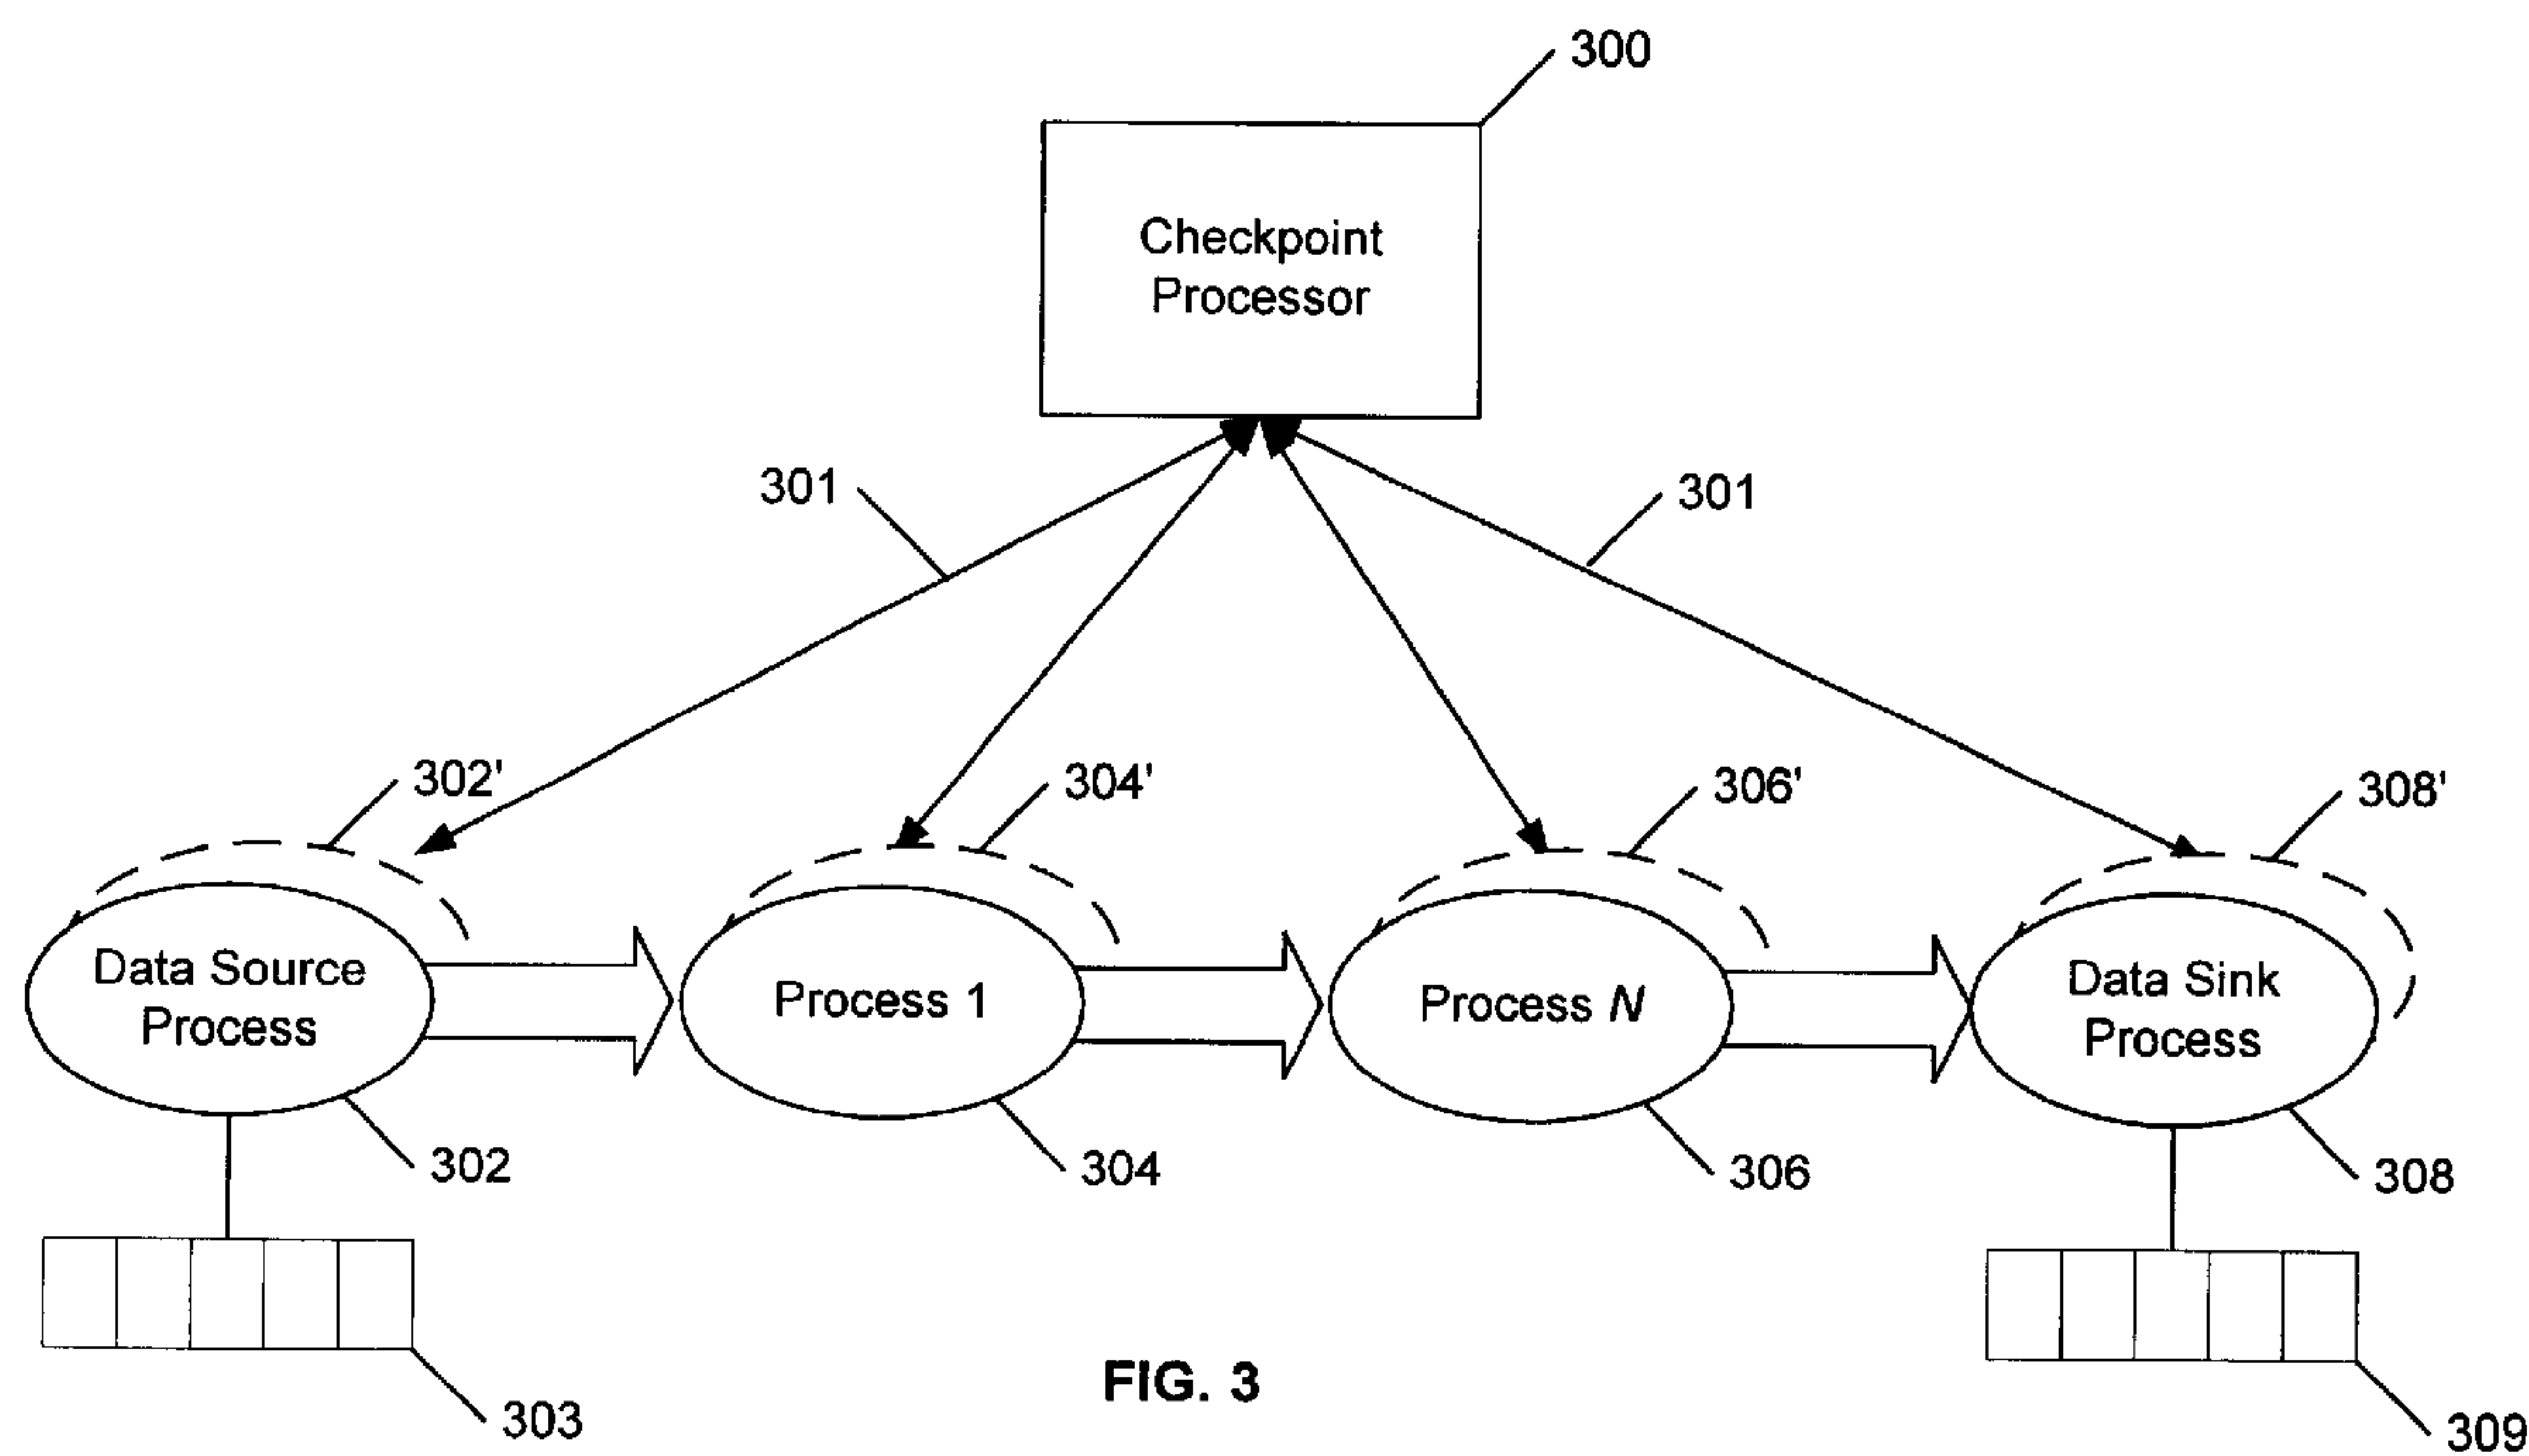 300
Checkpoint
Processor
301
301
302'
304'
306'
308'
Data Source
Process
Process 1
Process N
Data Sink
Process
302
304
306
308
303
FIG. 3
309